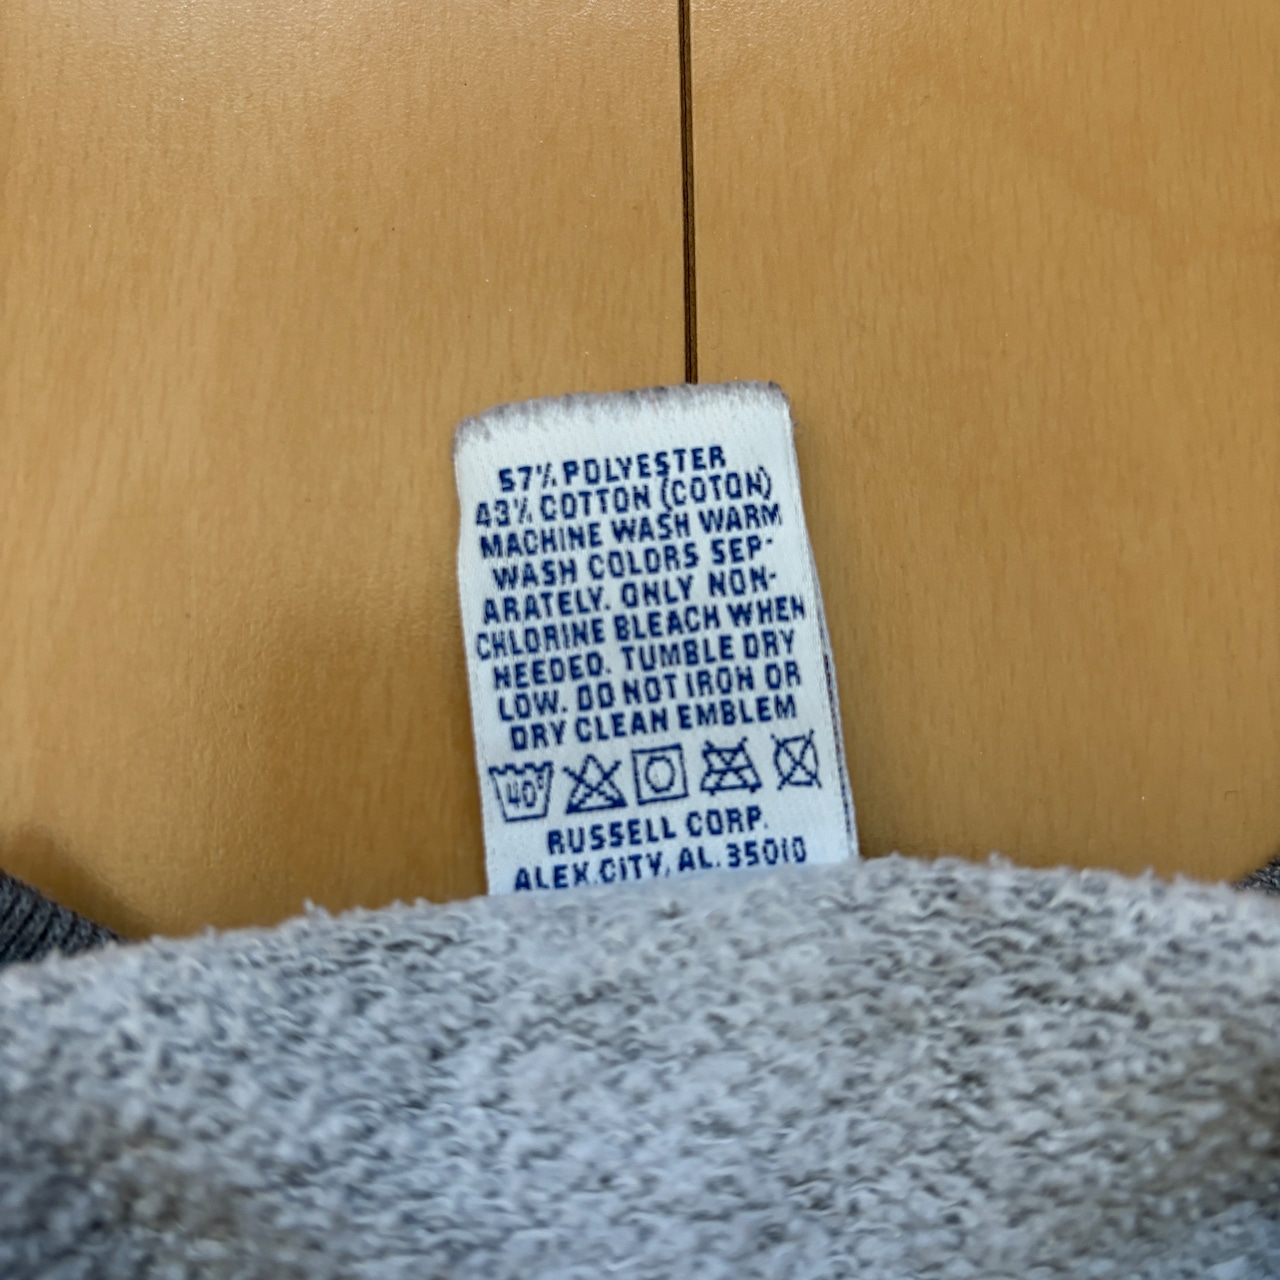 57% POLYESTER
43% COTTON (COTON)
MACHINE WASH WARM
WASH COLORS SEP-
ARATELY. ONLY NON-
CHLORINE BLEACH WHEN
NEEDED. TUMBLE DRY
LOW. DO NOT IRON OR
DRY CLEAN EMBLEM
40°
RUSSELL CORP.
ALEX.CITY, AL. 35010